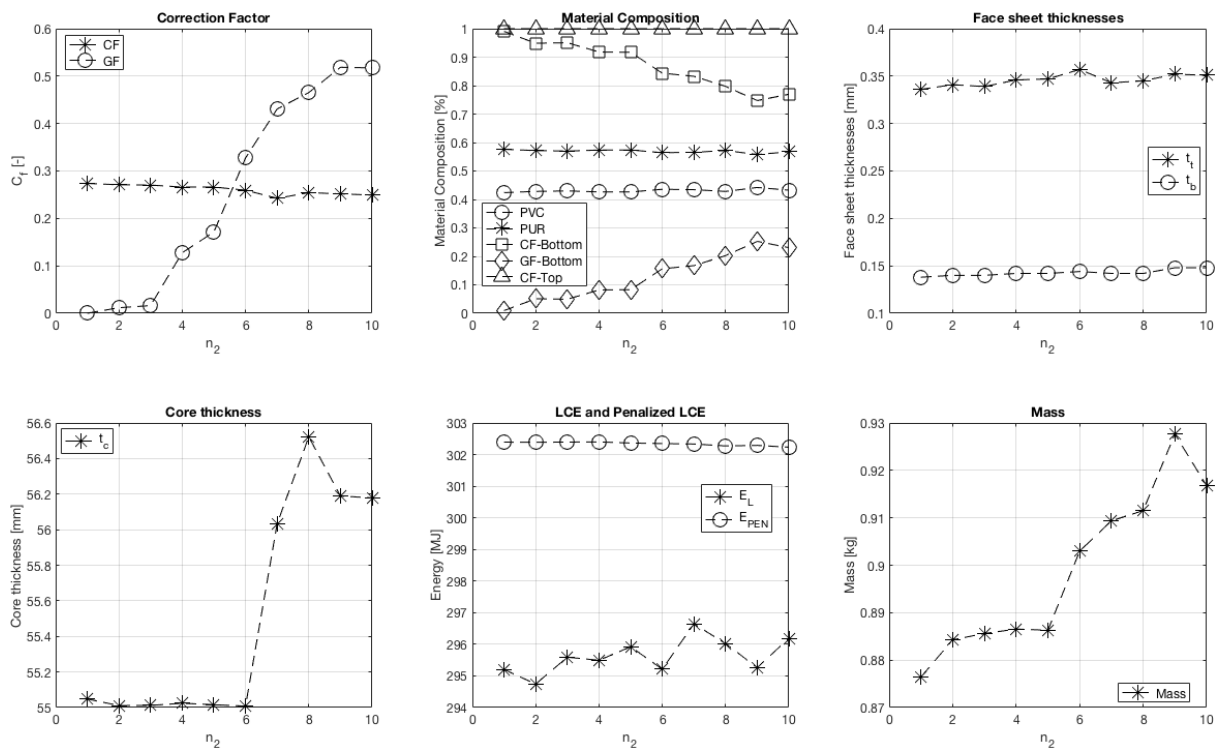 Correction Factor
CF
GF
0.6
0.5
0.4
0.3
0.2
0.1
0
C_f [-]
0 2 4 6 8 10
n_2
Material Composition
1
0.9
0.8
0.7
0.6
0.5
0.4
0.3
0.2
0.1
0
Material Composition [%]
PVC
PUR
CF-Bottom
GF-Bottom
CF-Top
0 2 4 6 8 10
n_2
Face sheet thicknesses
0.4
0.35
0.3
0.25
0.2
0.15
0.1
Face sheet thicknesses [mm]
t_t
t_b
0 2 4 6 8 10
n_2
Core thickness
t_c
56.6
56.4
56.2
56
55.8
55.6
55.4
55.2
55
Core thickness [mm]
0 2 4 6 8 10
n_2
LCE and Penalized LCE
303
302
301
300
299
298
297
296
295
294
Energy [MJ]
E_L
E_PEN
0 2 4 6 8 10
n_2
Mass
0.93
0.92
0.91
0.9
0.89
0.88
0.87
Mass [kg]
Mass
0 2 4 6 8 10
n_2